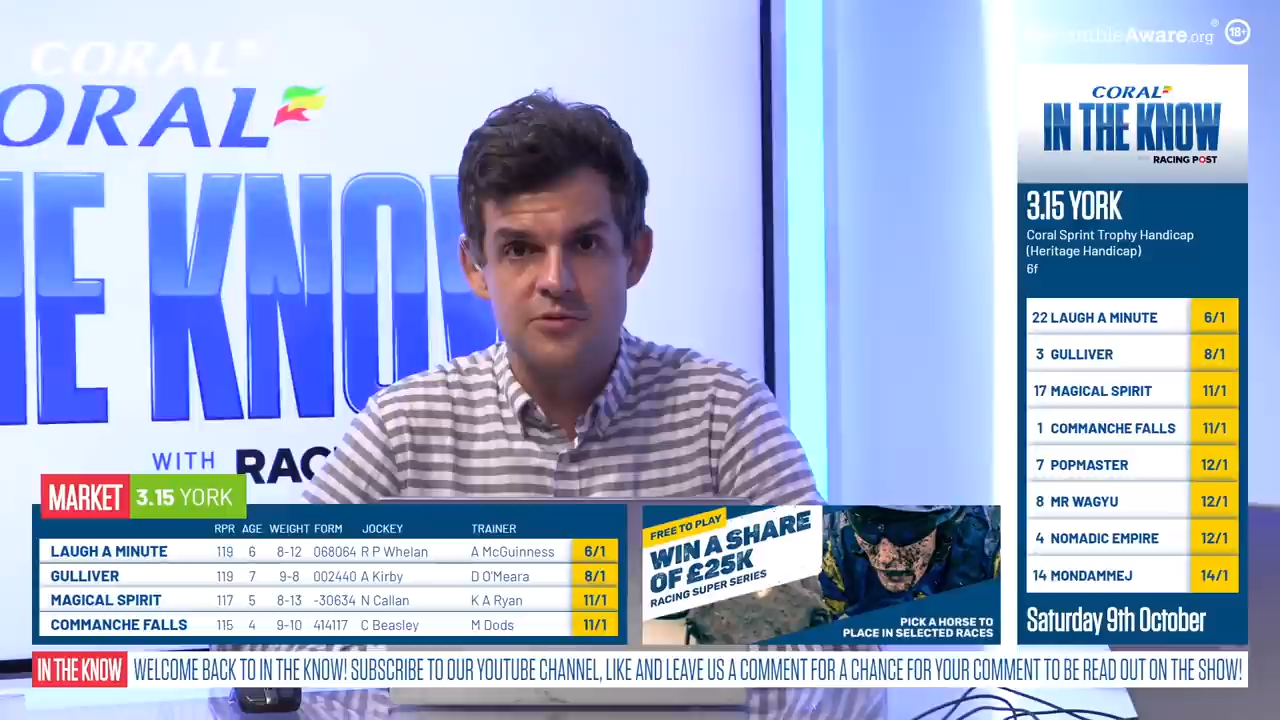 CORAL
ORAL
E KNOW
WITH RAC
Aware.org 18+
CORAL
IN THE KNOW
RACING POST
3.15 YORK
Coral Sprint Trophy Handicap
(Heritage Handicap)
6f
22 LAUGH A MINUTE 6/1
3 GULLIVER 8/1
17 MAGICAL SPIRIT 11/1
1 COMMANCHE FALLS 11/1
7 POPMASTER 12/1
8 MR WAGYU 12/1
4 NOMADIC EMPIRE 12/1
14 MONDAMMEJ 14/1
Saturday 9th October
MARKET 3.15 YORK
RPR AGE WEIGHT FORM JOCKEY TRAINER
LAUGH A MINUTE 119 6 8-12 068064 R P Whelan A McGuinness 6/1
GULLIVER 119 7 9-8 002440 A Kirby D O'Meara 8/1
MAGICAL SPIRIT 117 5 8-13 -30634 N Callan K A Ryan 11/1
COMMANCHE FALLS 115 4 9-10 414117 C Beasley M Dods 11/1
FREE TO PLAY
WIN A SHARE
OF £25K
RACING SUPER SERIES
PICK A HORSE TO
PLACE IN SELECTED RACES
IN THE KNOW WELCOME BACK TO IN THE KNOW! SUBSCRIBE TO OUR YOUTUBE CHANNEL, LIKE AND LEAVE US A COMMENT FOR A CHANCE FOR YOUR COMMENT TO BE READ OUT ON THE SHOW!